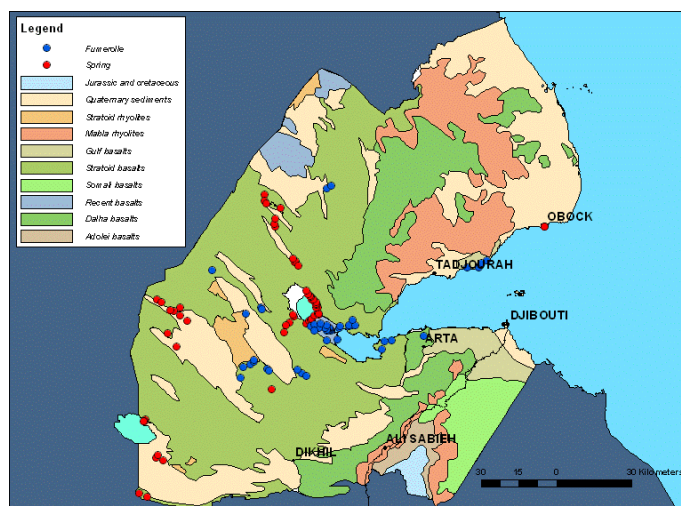 Legend
Fumerolle
Spring
Jurassic and cretaceous
Quaternary sediments
Stratoid rhyolites
Mabla rhyolites
Gulf basalts
Stratoid basalts
Somali basalts
Recent basalts
Dalha basalts
Adolei basalts
OBOCK
TADJOURAH
DJIBOUTI
ARTA
ALI SABIEH
DIKHIL
30 15 0 30 Kilometers